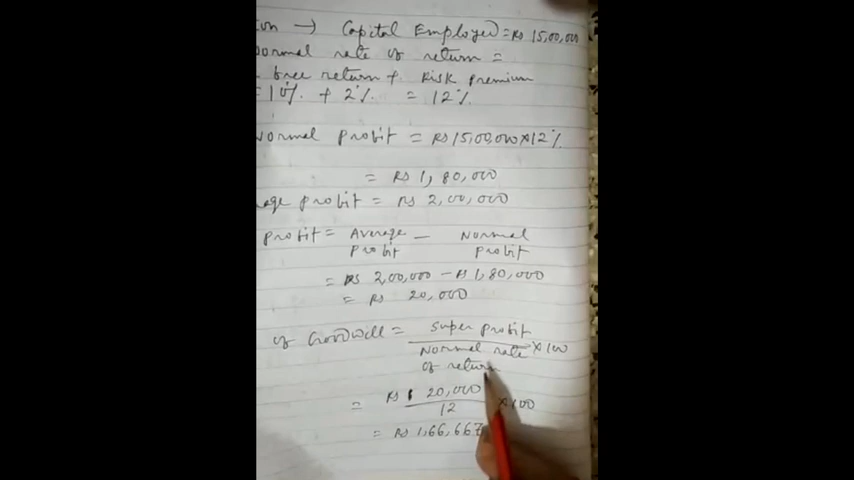 ion → Capital Employed = Rs 15,00,000
Normal rate of return =
free return + Risk premium
= 10% + 2% = 12%
Normal profit = Rs 15,00,000 × 12%
= Rs 1,80,000
age profit = Rs 2,00,000
profit = Average profit - Normal profit
= Rs 2,00,000 - Rs 1,80,000
= Rs 20,000
of Goodwill = Super profit
Normal rate of return × 100
= Rs 20,000
12 × 100
= Rs 1,66,667